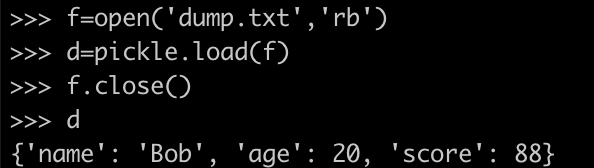 >>> f=open('dump.txt','rb')
>>> d=pickle.load(f)
>>> f.close()
>>> d
{'name': 'Bob', 'age': 20, 'score': 88}